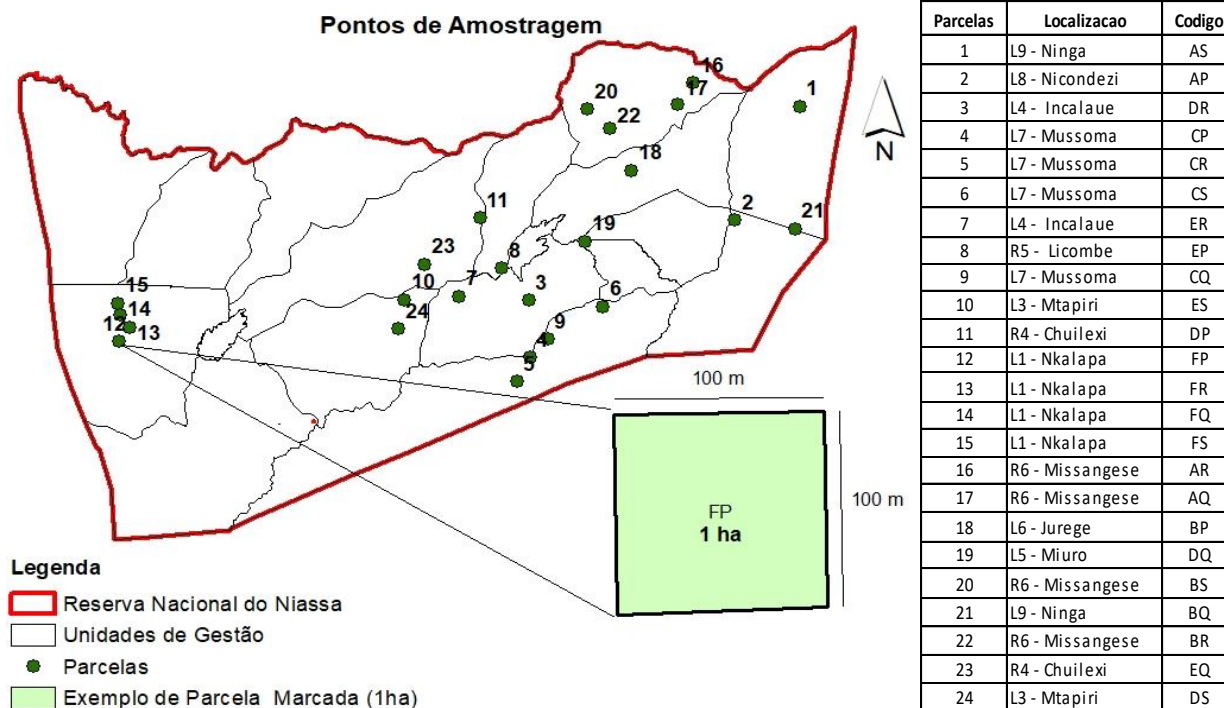 Pontos de Amostragem
16
20
17
1
22
18
11
2
21
19
23
8
10
7
3
6
15
14
24
12
13
9
4
5
N
100 m
100 m
FP
1 ha
Legenda
Reserva Nacional do Niassa
Unidades de Gestão
Parcelas
Exemplo de Parcela Marcada (1ha)
Parcelas Localizacao Codigo
1 L9 - Ninga AS
2 L8 - Nicondezi AP
3 L4 - Incalaue DR
4 L7 - Mussoma CP
5 L7 - Mussoma CR
6 L7 - Mussoma CS
7 L4 - Incalaue ER
8 R5 - Licombe EP
9 L7 - Mussoma CQ
10 L3 - Mtapiri ES
11 R4 - Chuilexi DP
12 L1 - Nkalapa FP
13 L1 - Nkalapa FR
14 L1 - Nkalapa FQ
15 L1 - Nkalapa FS
16 R6 - Missangese AR
17 R6 - Missangese AQ
18 L6 - Jurege BP
19 L5 - Miuro DQ
20 R6 - Missangese BS
21 L9 - Ninga BQ
22 R6 - Missangese BR
23 R4 - Chuilexi EQ
24 L3 - Mtapiri DS